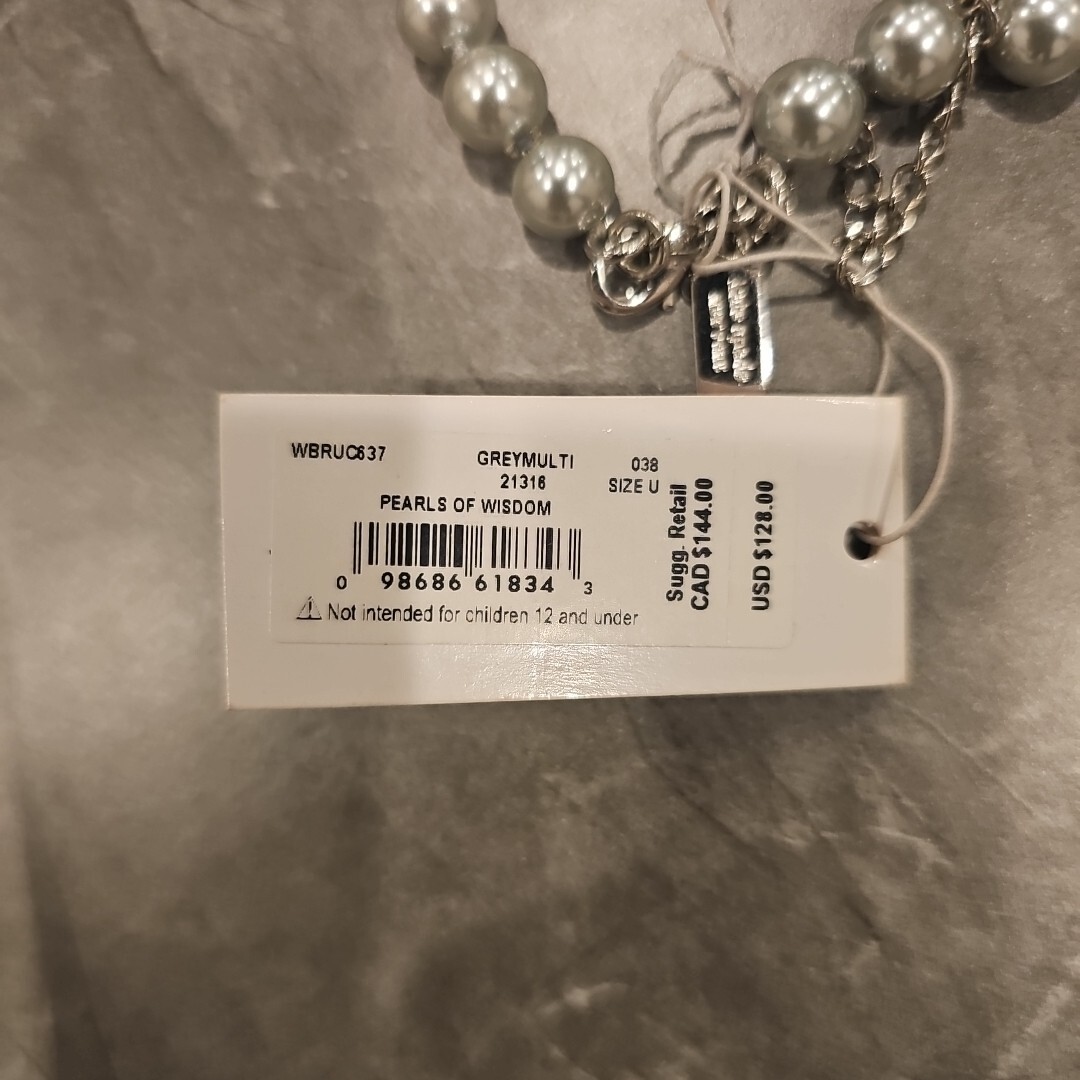 WBRUC637
GREYMULTI 038
21316 SIZE U
PEARLS OF WISDOM
0 98686 61834 3
Not intended for children 12 and under
Sugg. Retail
CAD $144.00
USD $128.00